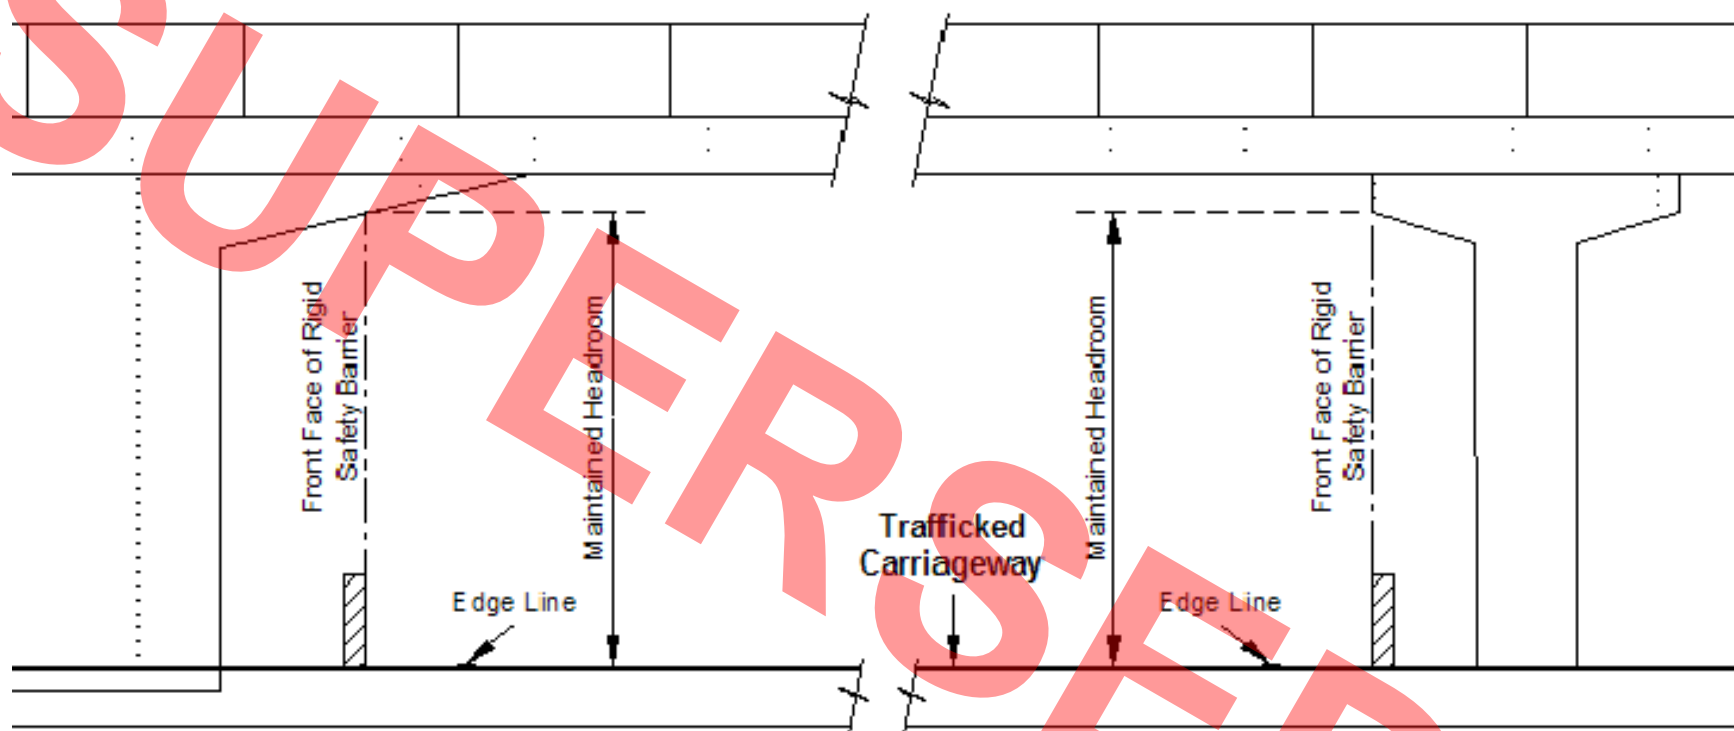 SUPERSED
Front Face of Rigid
Safety Barrier
Maintained Headroom
Edge Line
Trafficked
Carriageway
Maintained Headroom
Edge Line
Front Face of Rigid
Safety Barrier